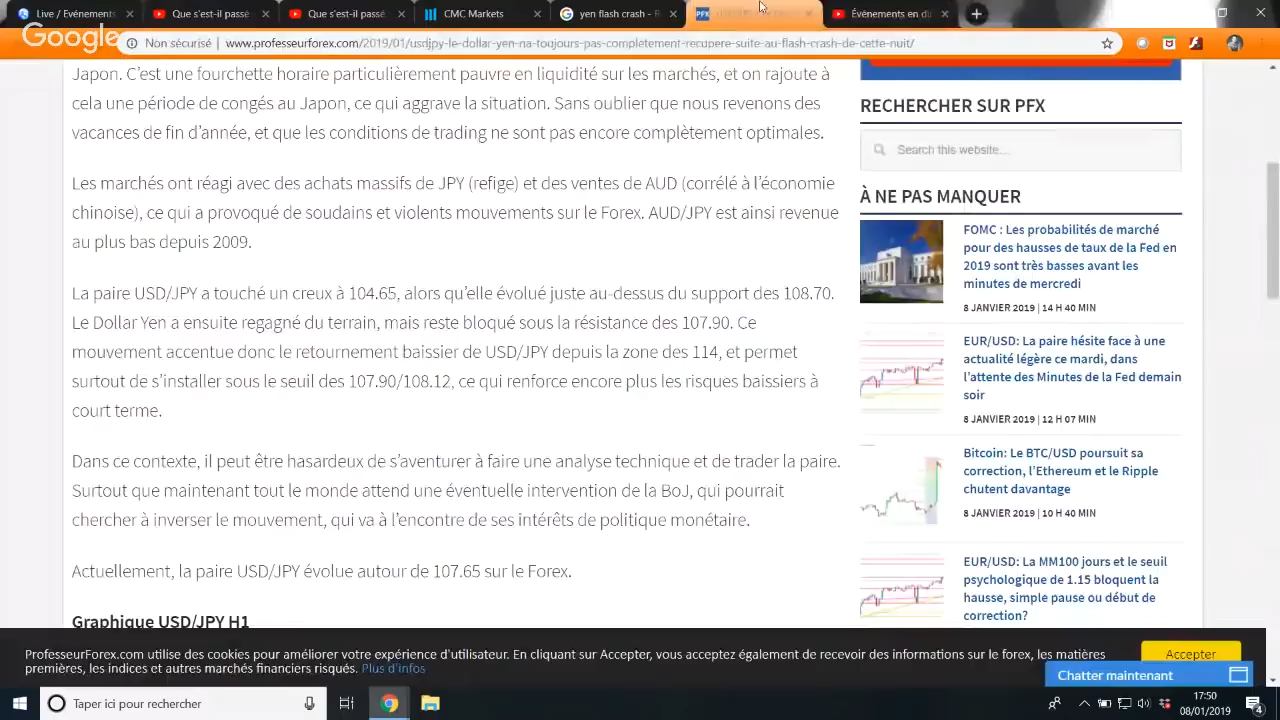 Live / Événements
Que s'est-il passé
Que s'est-il passé
CMC Markets
yen flash crash - R
PFX
Événements en di
Google
Non sécurisé
www.professeurforex.com/2019/01/usdjpy-le-dollar-yen-na-toujours-pas-completement-recupere-suite-au-flash-crash-de-cette-nuit/
Japon. C'est une fourchette horaire particulièrement pauvre en liquidité sur les marchés, et on rajoute à
cela une période de congés au Japon, ce qui aggrave la situation. Sans oublier que nous revenons des
vacances de fin d'année, et que les conditions de trading ne sont pas encore complètement optimales.
Les marchés ont réagi avec des achats massifs de JPY (refige) et des ventes de AUD (corrélé à l'économie
chinoise), ce qui a provoqué de soudains et violents mouvements sur le Forex. AUD/JPY est ainsi revenue
au plus bas depuis 2009.
La paire USD/JPY a touché un creux à 104.65, alors qu'elle évolué juste au-dessus du support des 108.70.
Le Dollar Yen a ensuite regagné du terrain, mais reste bloqué sous la résistance des 107.90. Ce
mouvement accentue donc le retournement baissier de USD/JPY depuis la zone des 114, et permet
surtout de s'installer sous le seuil des 107.90/108.12, ce qui renforce encore plus les risques baissiers à
court terme.
Dans ce contexte, il peut être hasardeux de s'aventurer à faire une analyse technique et de trader la paire.
Surtout que maintenant tout le monde attend une éventuelle intervention de la BoJ, qui pourrait
chercher à inverser le mouvement, qui va à l'encontre de ses intérêts de politique monétaire.
Actuellement, la paire USD/JPY évolue autour de 107.65 sur le Forex.
Graphique USD/JPY H1
RECHERCHER SUR PFX
Search this website...
À NE PAS MANQUER
FOMC : Les probabilités de marché
pour des hausses de taux de la Fed en
2019 sont très basses avant les
minutes de mercredi
8 JANVIER 2019 | 14 H 40 MIN
EUR/USD: La paire hésite face à une
actualité légère ce mardi, dans
l'attente des Minutes de la Fed demain
soir
8 JANVIER 2019 | 12 H 07 MIN
Bitcoin: Le BTC/USD poursuit sa
correction, l'Ethereum et le Ripple
chutent davantage
8 JANVIER 2019 | 10 H 40 MIN
EUR/USD: La MM100 jours et le seuil
psychologique de 1.15 bloquent la
hausse, simple pause ou début de
correction?
ProfesseurForex.com utilise des cookies pour améliorer votre expérience d'utilisateur. En cliquant sur Accepter, vous acceptez également de recevoir des informations sur le forex, les matières
premières, les indices et autres marchés financiers risqués. Plus d'infos
Accepter
Chatter maintenant
Taper ici pour rechercher
17:50
08/01/2019
4